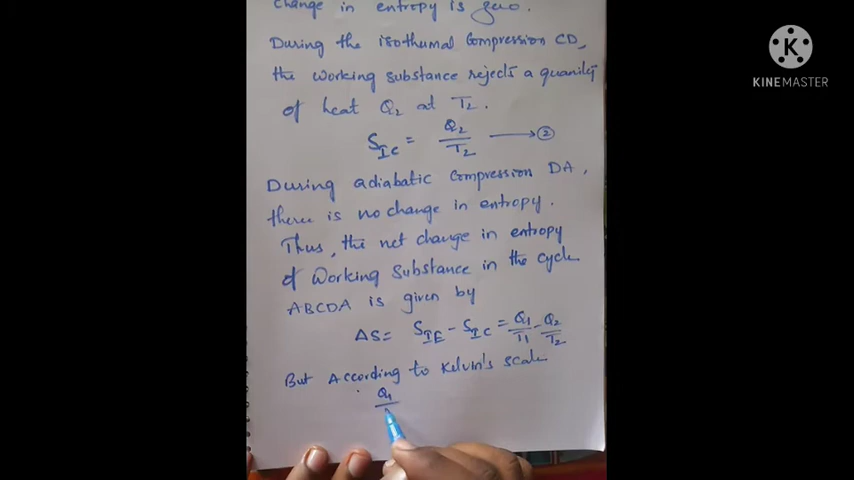 change in entropy is zero.
During the isothermal Compression CD,
the working substance rejects a quantity
of heat Q₂ at T₂.
S_IC = Q₂/T₂ → ②
During adiabatic compression DA,
there is no change in entropy.
Thus, the net change in entropy
of Working Substance in the cycle
ABCDA is given by
ΔS = S_IE - S_IC = Q₁/T₁ - Q₂/T₂
But According to Kelvin's scale
Q₁
K
KINEMASTER